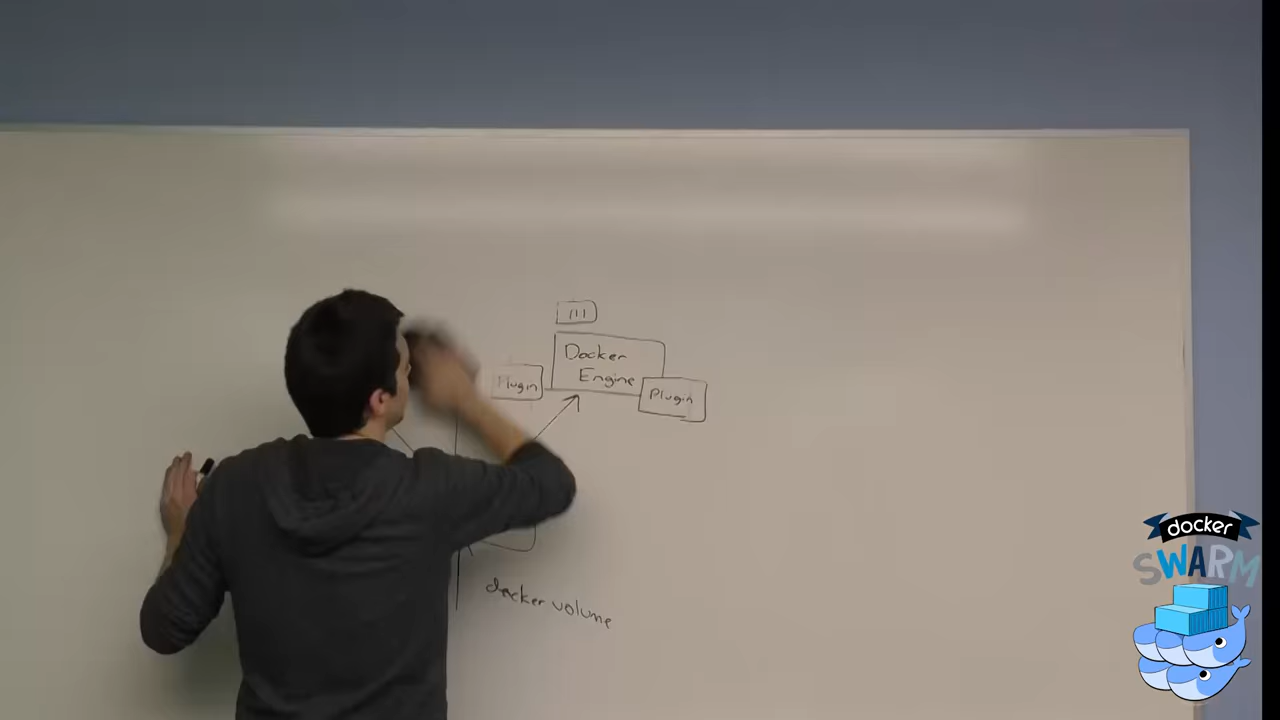 Docker
Engine
Plugin
Plugin
docker volume
docker
SWARM